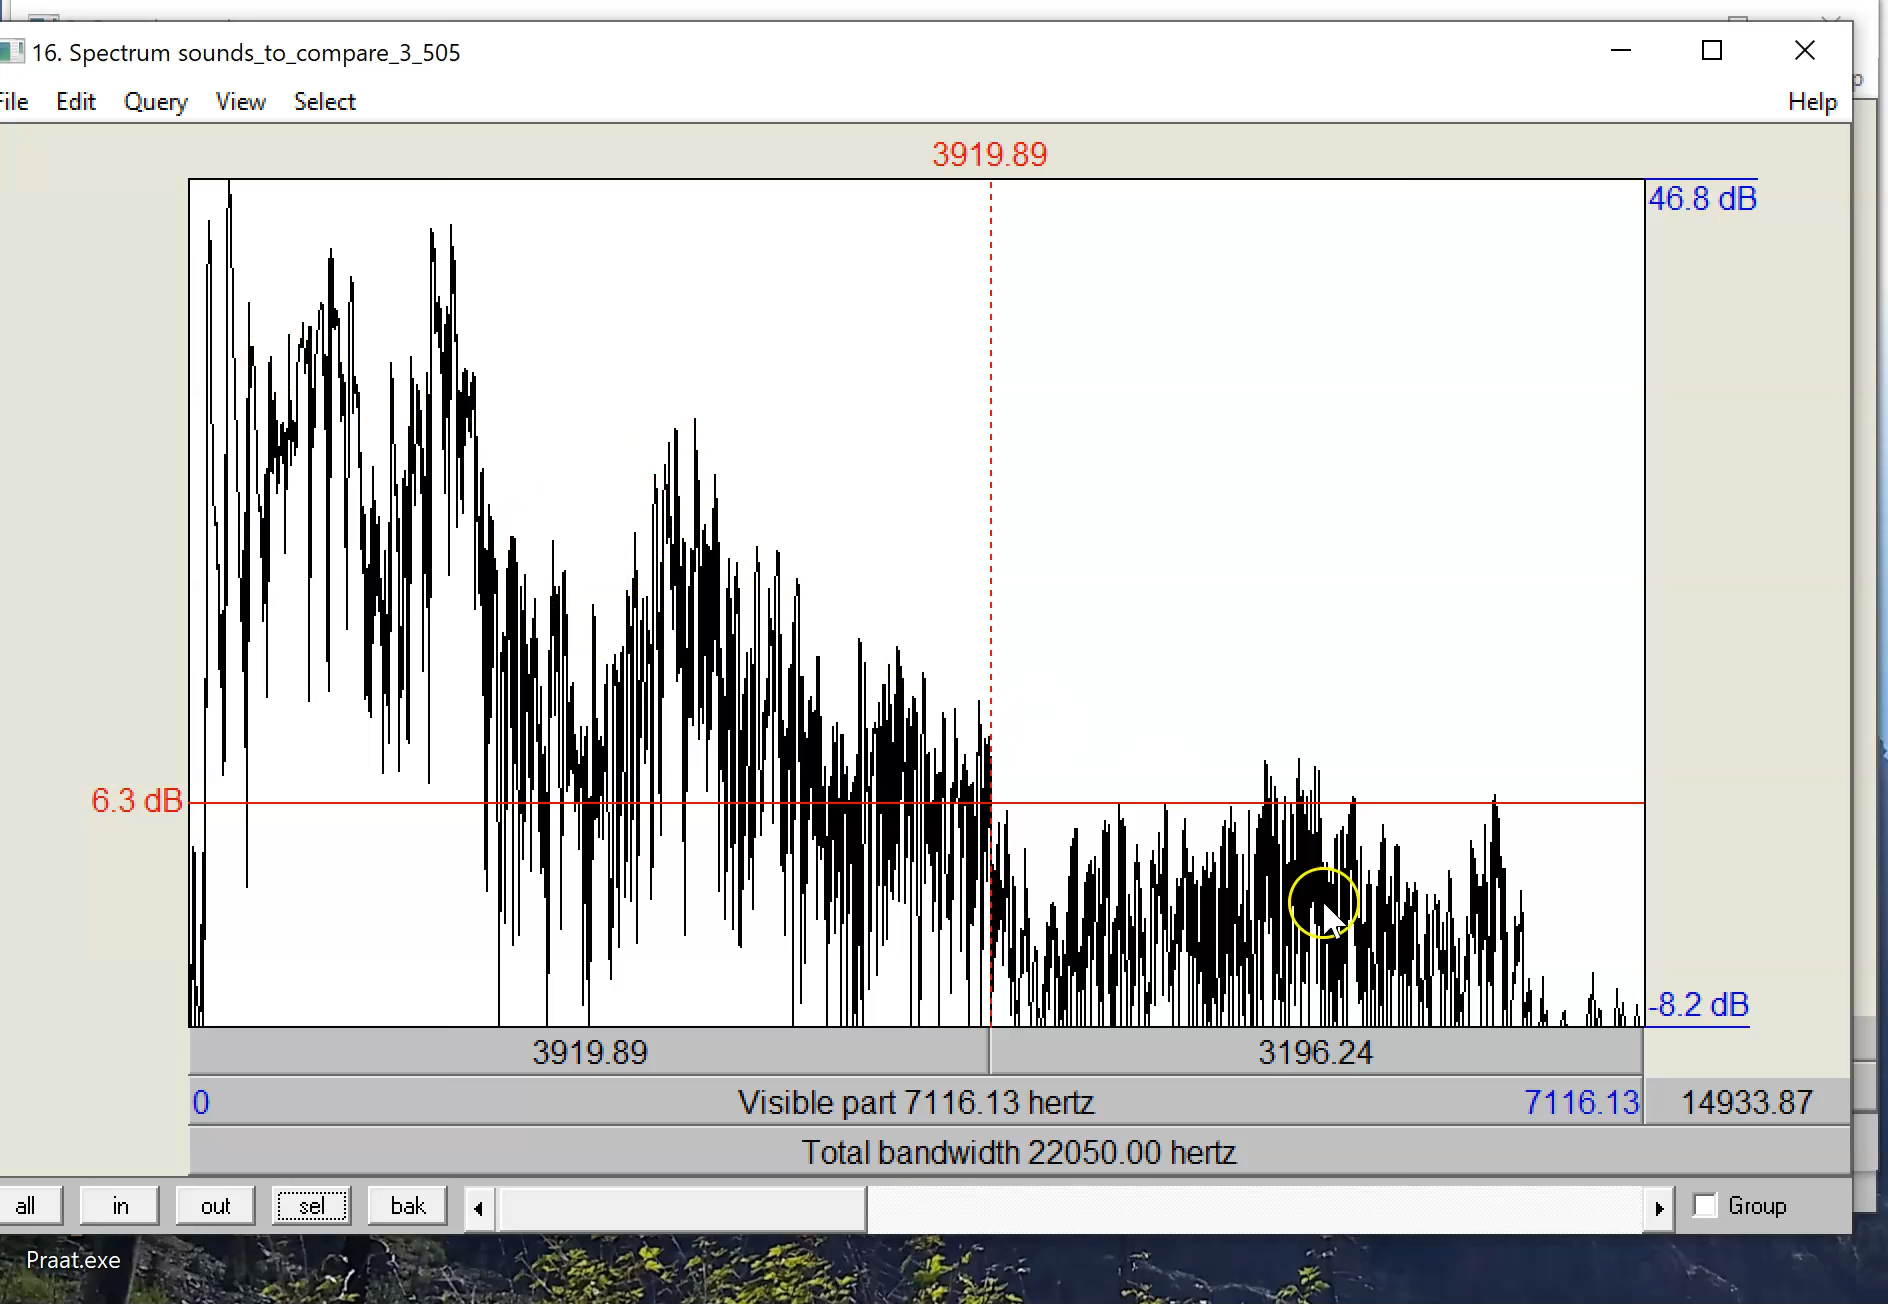 16. Spectrum sounds_to_compare_3_505
File Edit Query View Select Help
3919.89
46.8 dB
6.3 dB
-8.2 dB
3919.89 3196.24
0 Visible part 7116.13 hertz 7116.13 14933.87
Total bandwidth 22050.00 hertz
all in out sel bak Group
Praat.exe